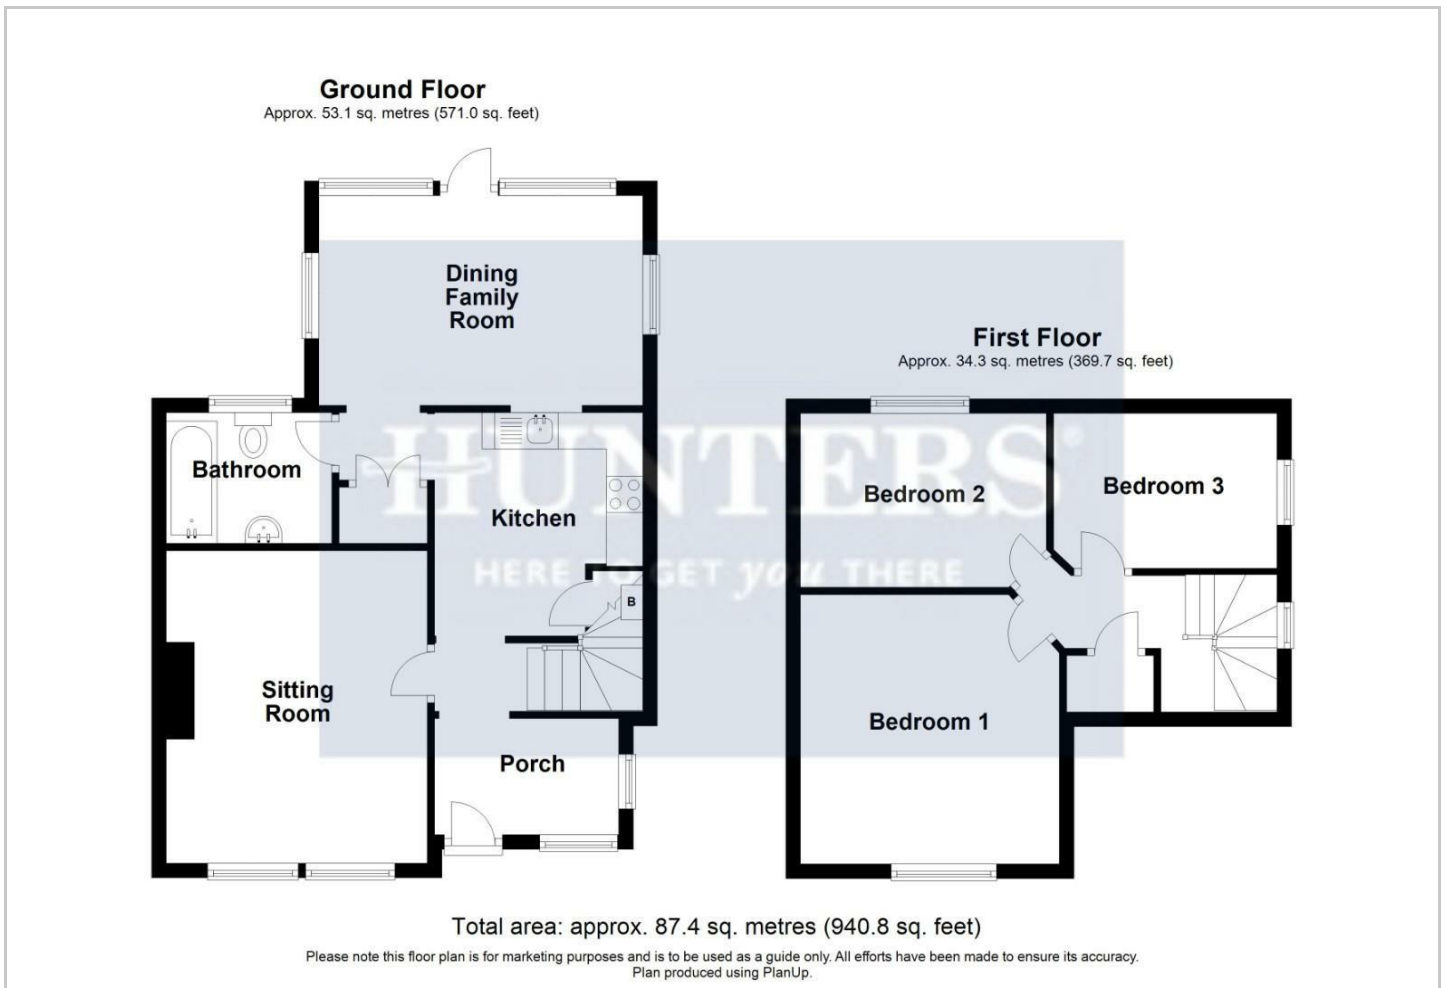 Ground Floor
Approx. 53.1 sq. metres (571.0 sq. feet)
Dining
Family
Room
First Floor
Approx. 34.3 sq. metres (369.7 sq. feet)
HUNTERS®
HERE TO GET you THERE
Bathroom
Kitchen
B
Bedroom 2
Bedroom 3
Sitting
Room
Bedroom 1
Porch
Total area: approx. 87.4 sq. metres (940.8 sq. feet)
Please note this floor plan is for marketing purposes and is to be used as a guide only. All efforts have been made to ensure its accuracy.
Plan produced using PlanUp.